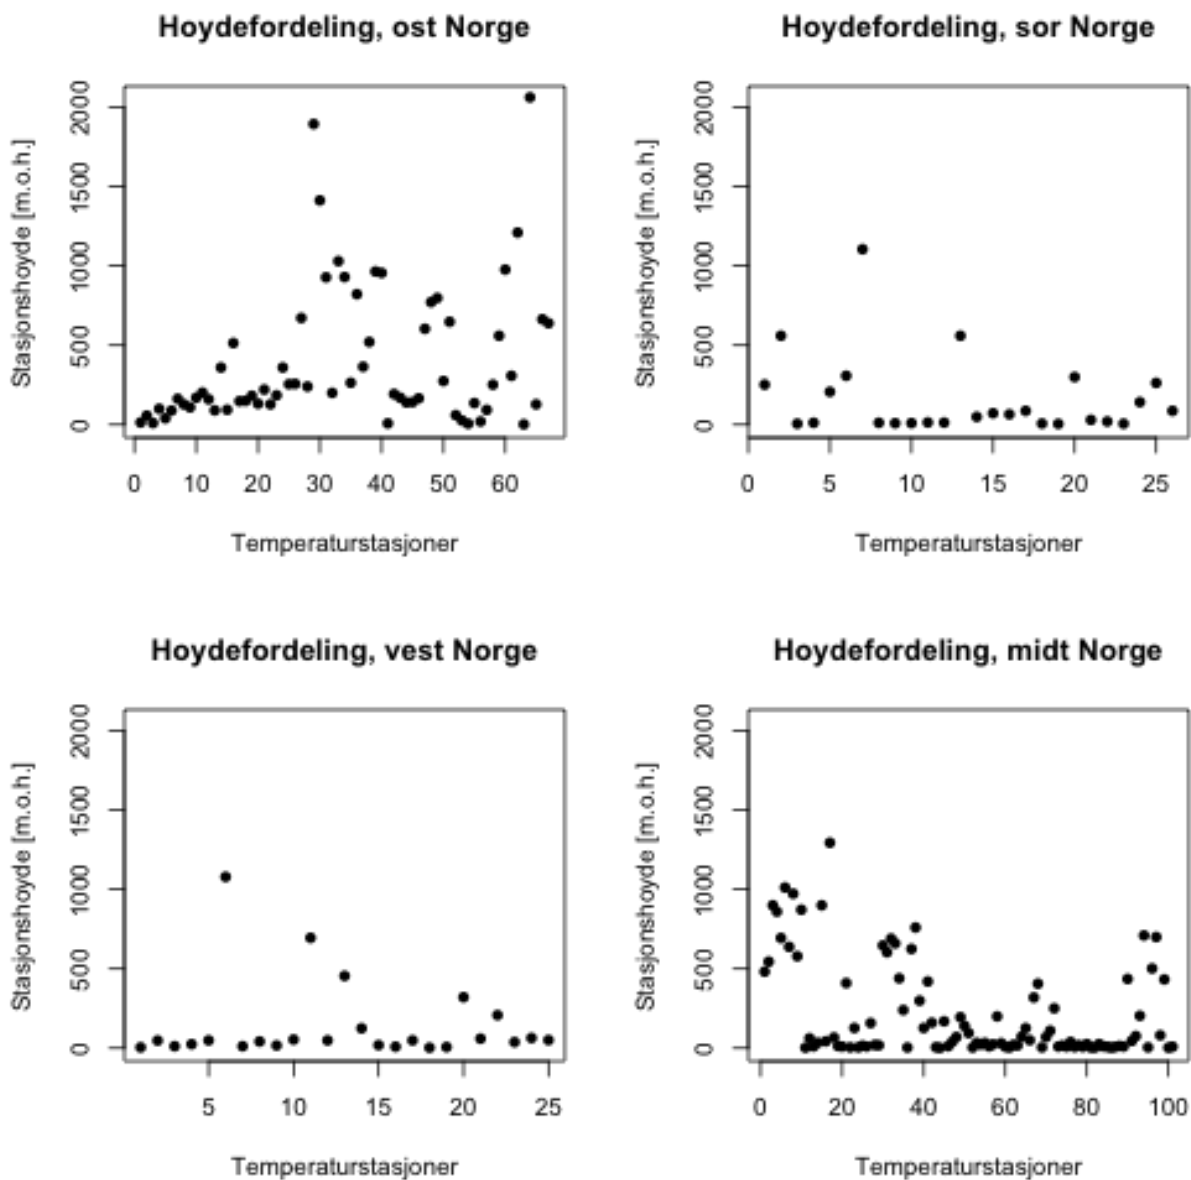 Hoydefordeling, ost Norge
Stasjonshoyde [m.o.h.]
2000
1500
1000
500
0
0 10 20 30 40 50 60
Temperaturstasjoner
Hoydefordeling, sor Norge
Stasjonshoyde [m.o.h.]
2000
1500
1000
500
0
0 5 10 15 20 25
Temperaturstasjoner
Hoydefordeling, vest Norge
Stasjonshoyde [m.o.h.]
2000
1500
1000
500
0
5 10 15 20 25
Temperaturstasjoner
Hoydefordeling, midt Norge
Stasjonshoyde [m.o.h.]
2000
1500
1000
500
0
0 20 40 60 80 100
Temperaturstasjoner